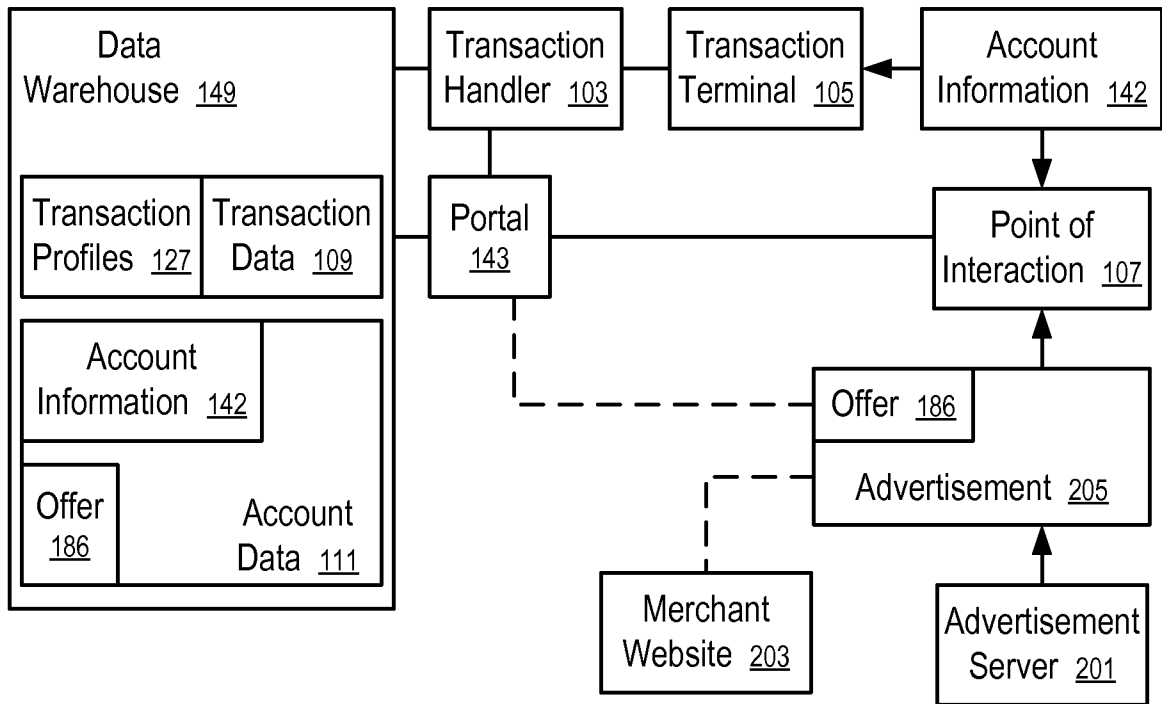 Data
Warehouse 149
Transaction
Handler 103
Transaction
Terminal 105
Account
Information 142
Transaction
Profiles 127
Transaction
Data 109
Portal
143
Point of
Interaction 107
Account
Information 142
Offer
186
Account
Data 111
Offer 186
Advertisement 205
Merchant
Website 203
Advertisement
Server 201